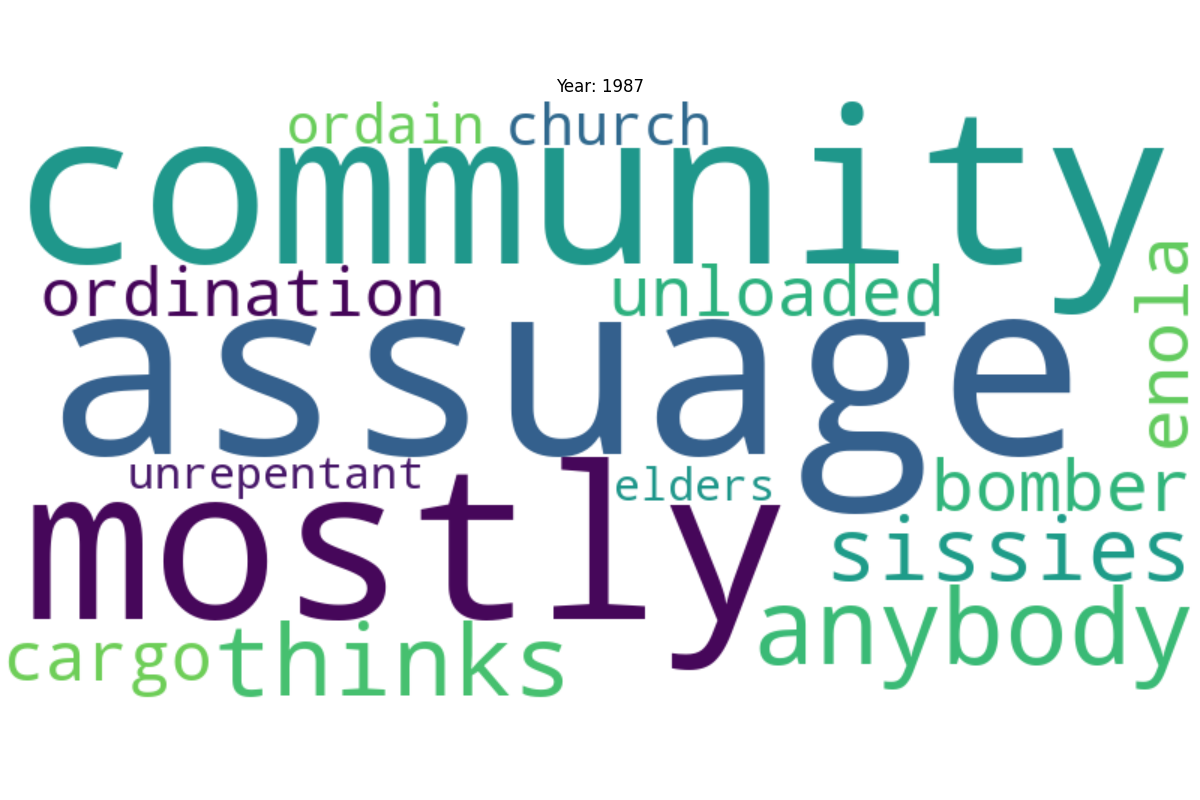 Year: 1987
ordain church
community
ordination unloaded
enola
assuage
unrepentant elders bomber
mostly
sissies
anybody
cargo thinks